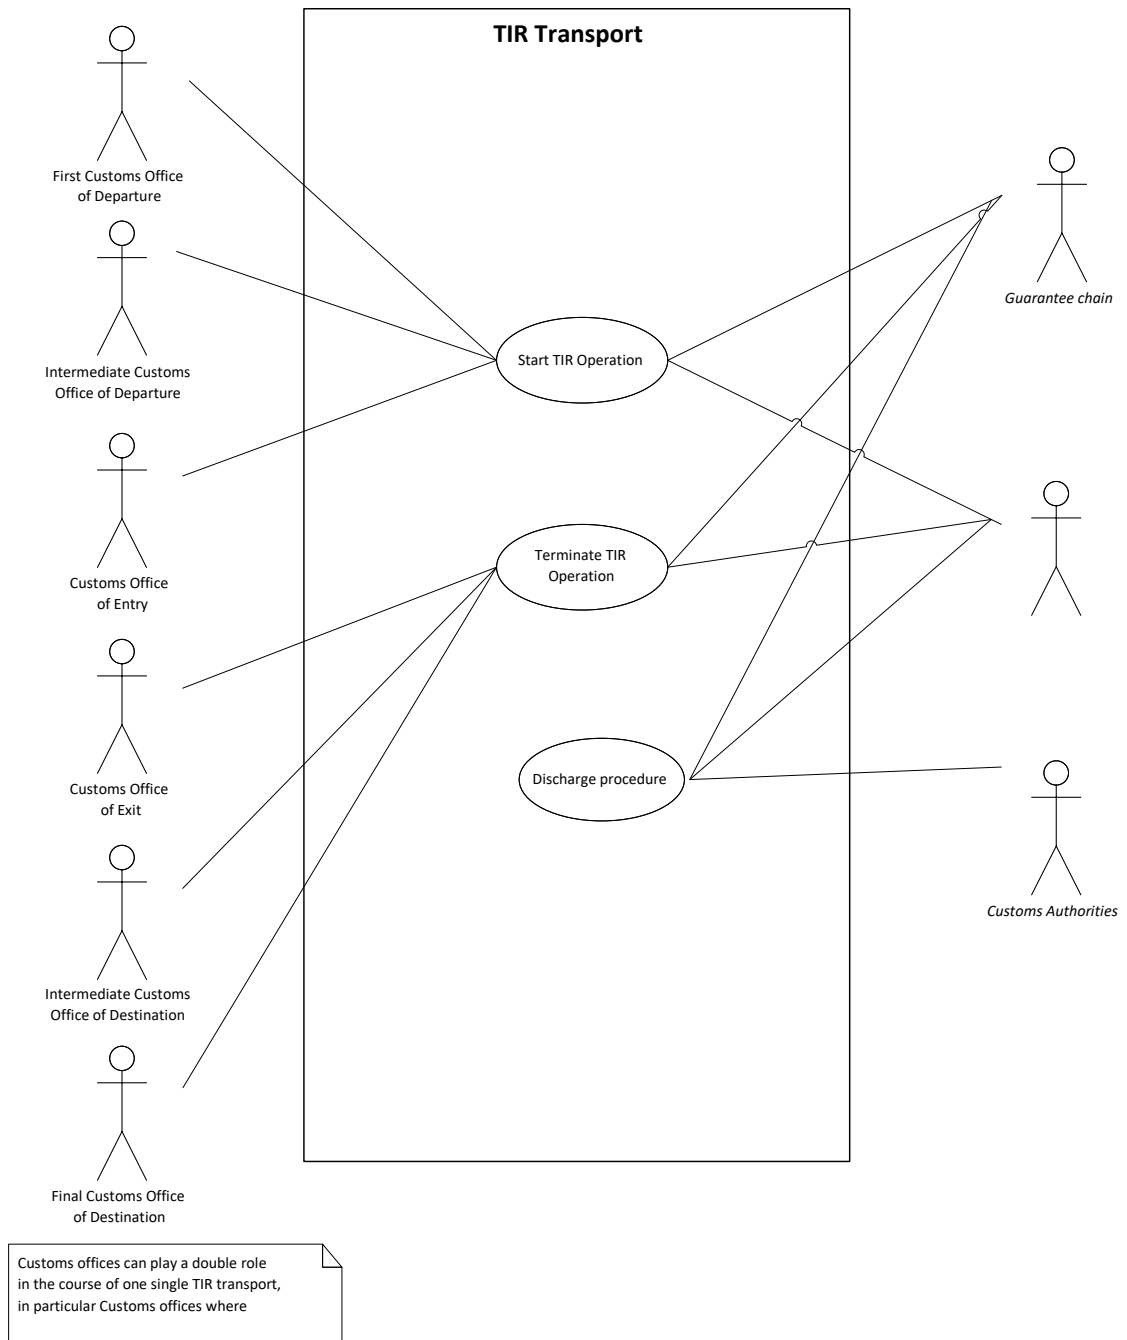 TIR Transport
First Customs Office
of Departure
Intermediate Customs
Office of Departure
Customs Office
of Entry
Customs Office
of Exit
Intermediate Customs
Office of Destination
Final Customs Office
of Destination
Start TIR Operation
Terminate TIR
Operation
Discharge procedure
Guarantee chain
Customs Authorities
Customs offices can play a double role
in the course of one single TIR transport,
in particular Customs offices where